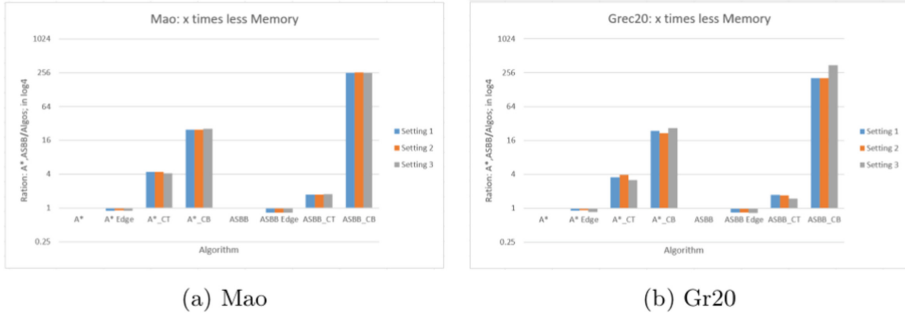 Mao: x times less Memory
Ration: A*,ASBB/Algos; in log4
1024
256
64
16
4
1
0.25
A* A* Edge A*_CT A*_CB ASBB ASBB Edge ASBB_CT ASBB_CB
Algorithm
Setting 1
Setting 2
Setting 3
(a) Mao
Grec20: x times less Memory
Ration: A*,ASBB/Algos; in log4
1024
256
64
16
4
1
0.25
A* A* Edge A*_CT A*_CB ASBB ASBB Edge ASBB_CT ASBB_CB
Algorithm
Setting 1
Setting 2
Setting 3
(b) Gr20